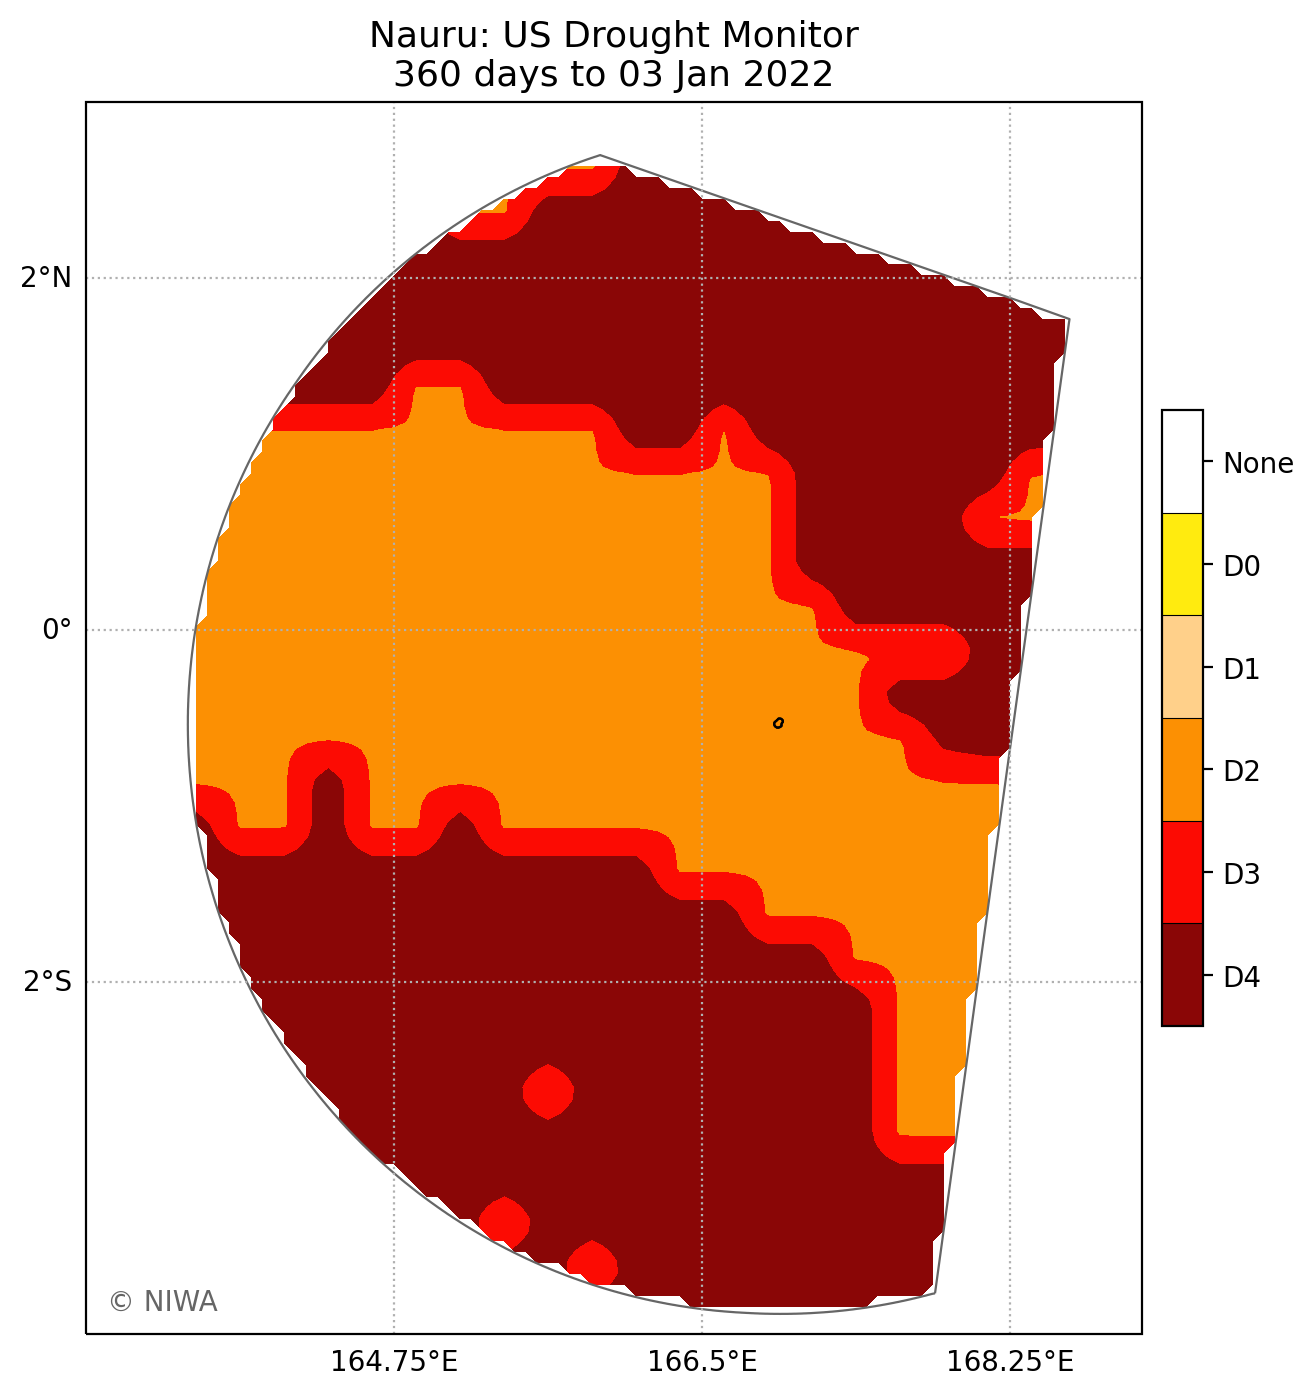 Nauru: US Drought Monitor
360 days to 03 Jan 2022
2°N
0°
2°S
164.75°E
166.5°E
168.25°E
None
D0
D1
D2
D3
D4
© NIWA